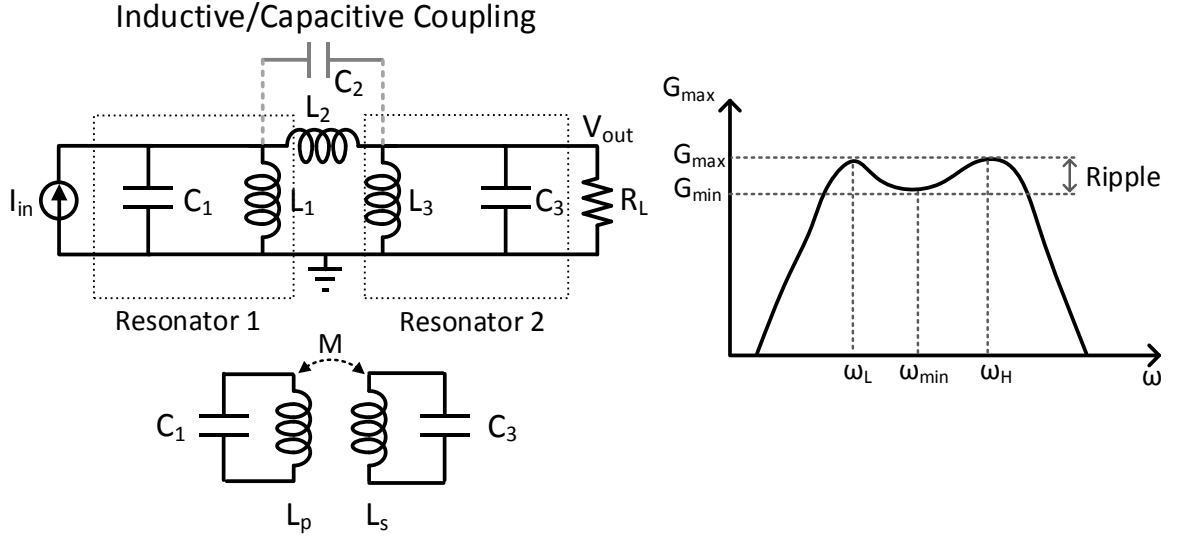 Inductive/Capacitive Coupling
C2
L2
Vout
Iin
C1
L1
L3
C3
RL
Resonator 1
Resonator 2
M
C1
C3
Lp
Ls
Gmax
Gmax
Gmin
Ripple
ωL
ωmin
ωH
ω